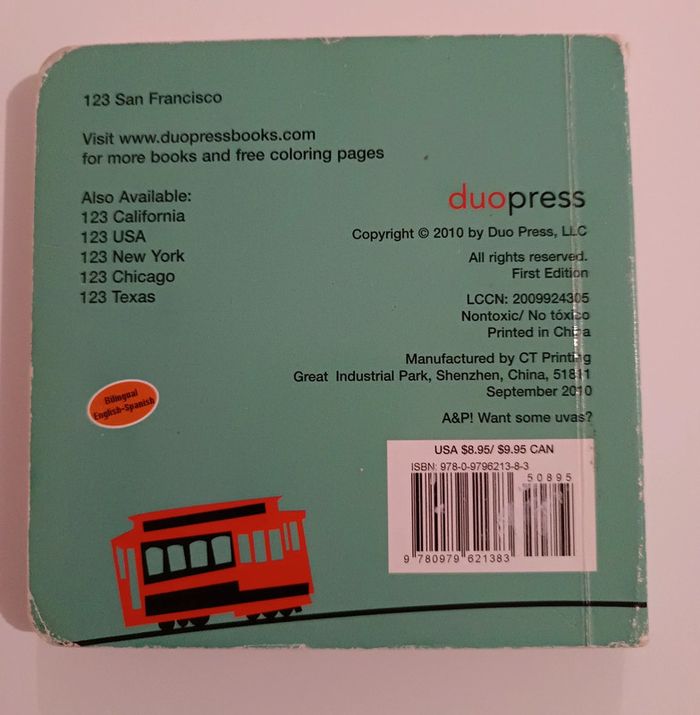 123 San Francisco
Visit www.duopressbooks.com
for more books and free coloring pages
Also Available:
123 California
123 USA
123 New York
123 Chicago
123 Texas
duopress
Copyright © 2010 by Duo Press, LLC
All rights reserved.
First Edition
LCCN: 2009924305
Nontoxic/ No tóxico
Printed in China
Manufactured by CT Printing
Great Industrial Park, Shenzhen, China, 51811
September 2010
A&P! Want some uvas?
Bilingual
English-Spanish
USA $8.95/ $9.95 CAN
ISBN: 978-0-9796213-8-3
50895
9 780979 621383